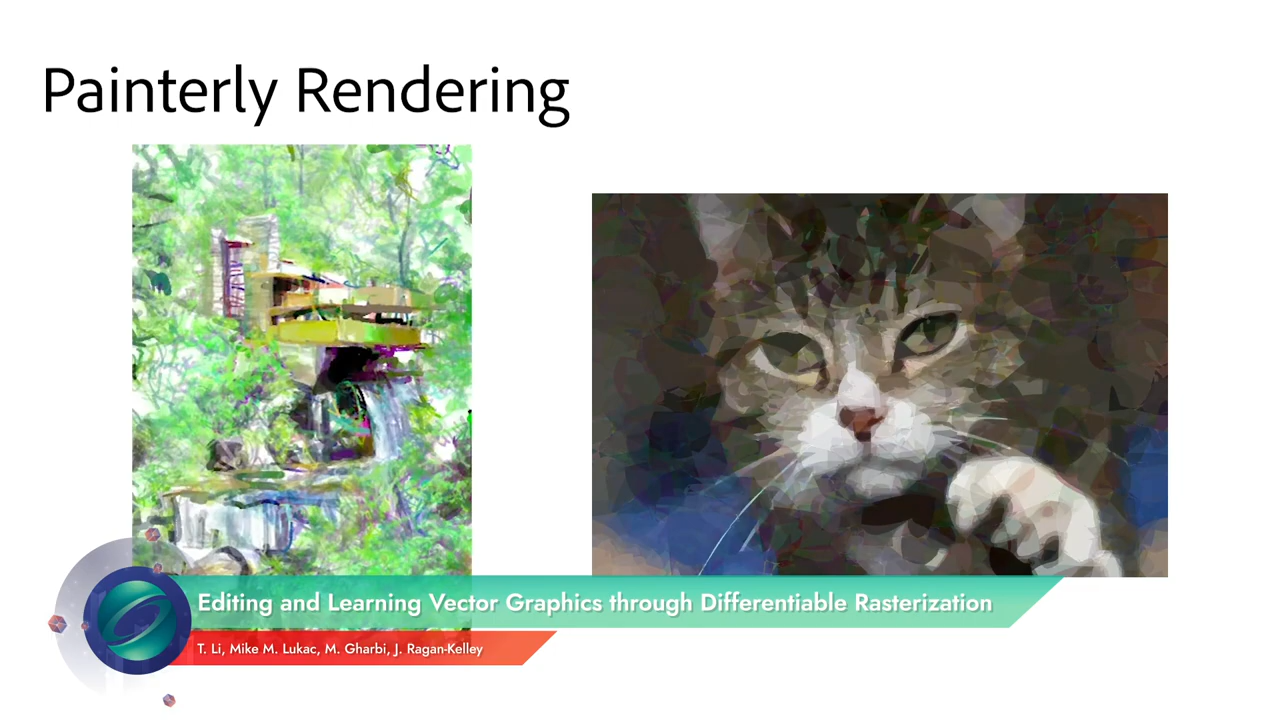 Painterly Rendering
Editing and Learning Vector Graphics through Differentiable Rasterization
T. Li, Mike M. Lukac, M. Gharbi, J. Ragan-Kelley